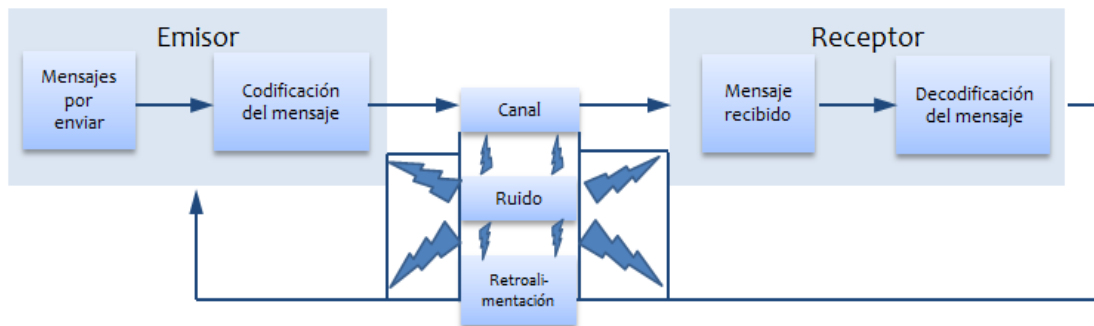 Emisor
Mensajes
por
enviar
Codificación
del mensaje
Canal
Ruido
Retroali-
mentación
Receptor
Mensaje
recibido
Decodificación
del mensaje